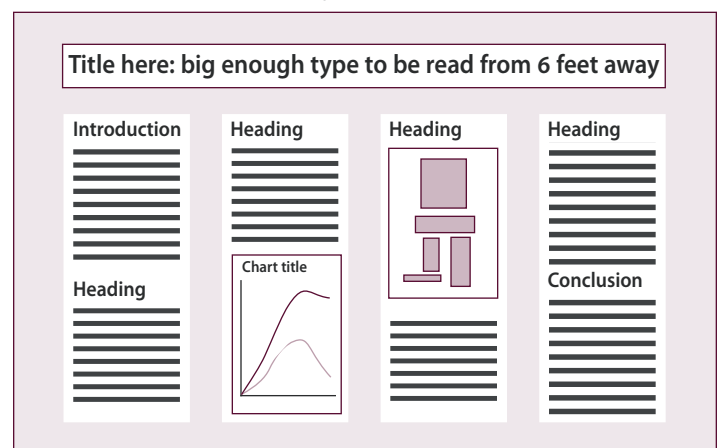 Title here: big enough type to be read from 6 feet away
Introduction
Heading
Heading
Chart title
Heading
Heading
Conclusion